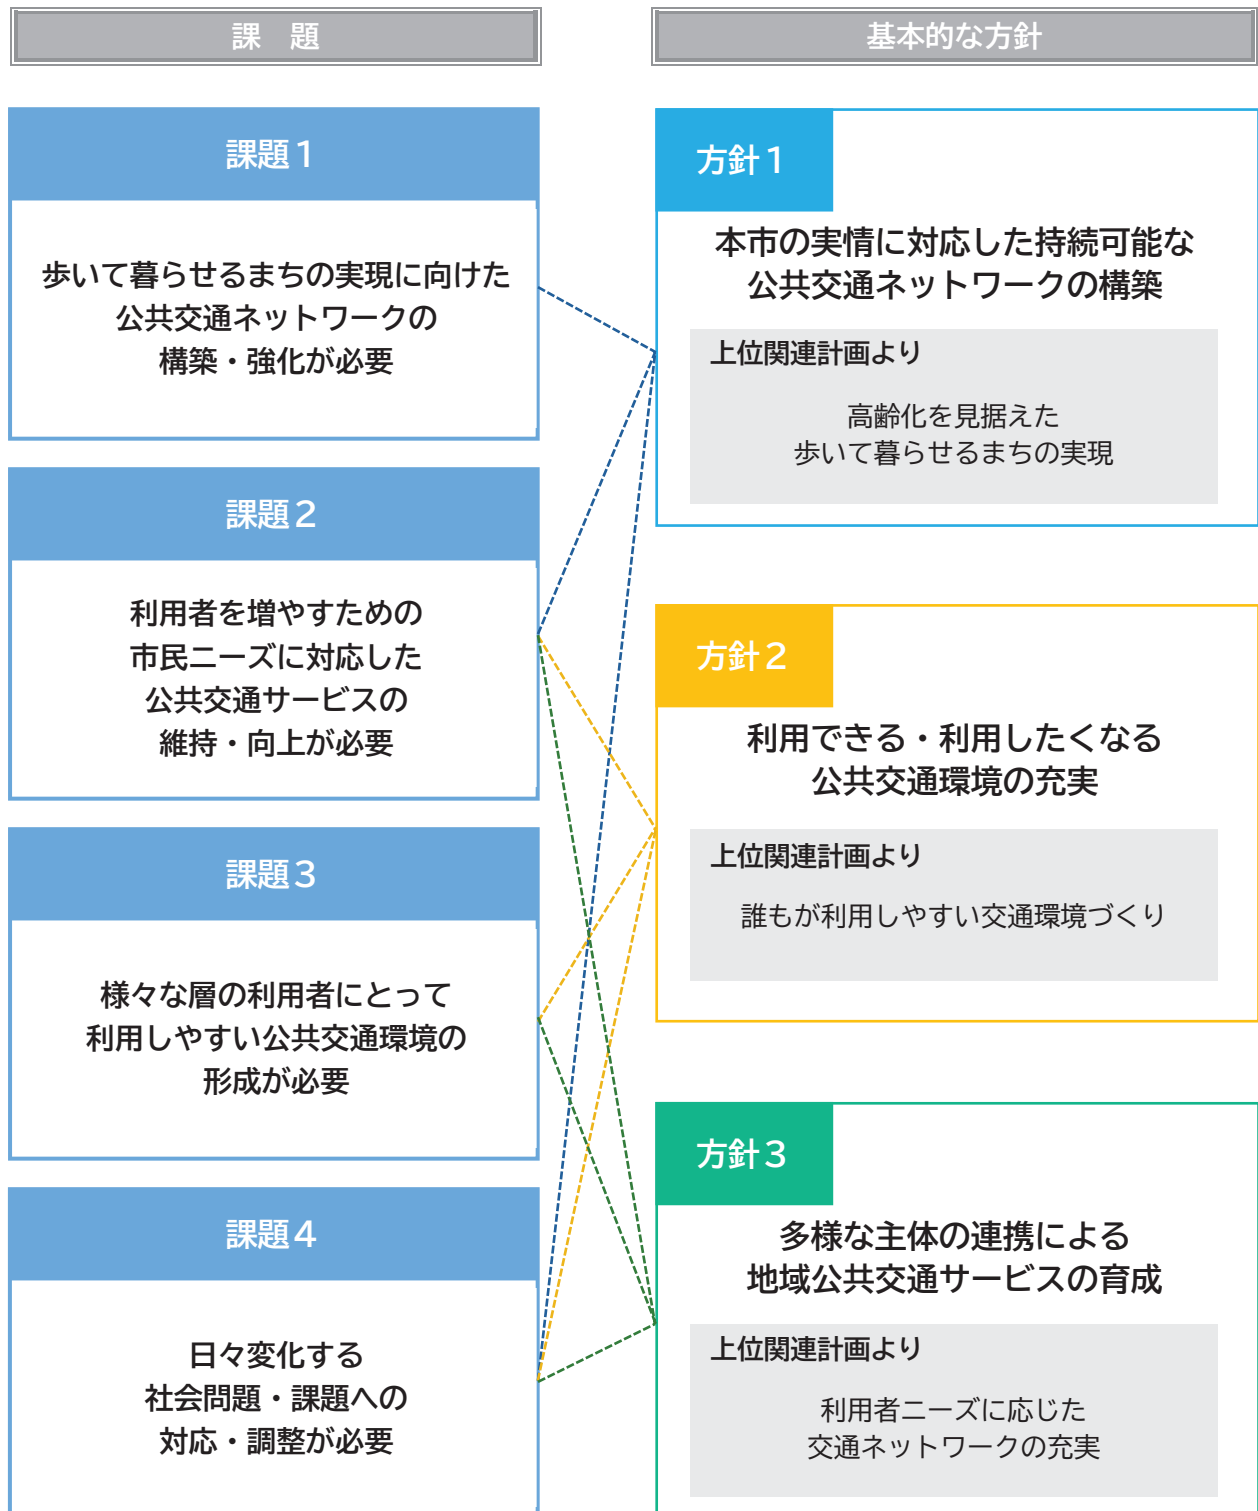 課　題
課題1
歩いて暮らせるまちの実現に向けた
公共交通ネットワークの
構築・強化が必要
課題2
利用者を増やすための
市民ニーズに対応した
公共交通サービスの
維持・向上が必要
課題3
様々な層の利用者にとって
利用しやすい公共交通環境の
形成が必要
課題4
日々変化する
社会問題・課題への
対応・調整が必要
基本的な方針
方針1
本市の実情に対応した持続可能な
公共交通ネットワークの構築
上位関連計画より
高齢化を見据えた
歩いて暮らせるまちの実現
方針2
利用できる・利用したくなる
公共交通環境の充実
上位関連計画より
誰もが利用しやすい交通環境づくり
方針3
多様な主体の連携による
地域公共交通サービスの育成
上位関連計画より
利用者ニーズに応じた
交通ネットワークの充実